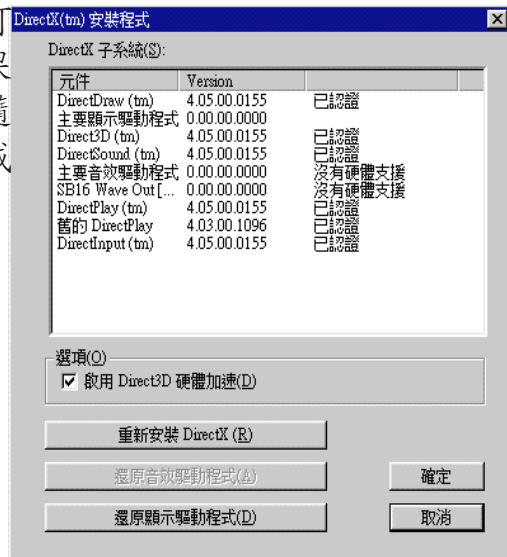 DirectX(tm) 安裝程式
DirectX 子系統(S):
元件 Version
DirectDraw (tm) 4.05.00.0155 已認證
主要顯示驅動程式 0.00.00.0000
Direct3D (tm) 4.05.00.0155 已認證
DirectSound (tm) 4.05.00.0155 已認證
主要音效驅動程式 0.00.00.0000 沒有硬體支援
SB16 Wave Out [... 0.00.00.0000 沒有硬體支援
DirectPlay (tm) 4.05.00.0155 已認證
舊的 DirectPlay 4.03.00.1096 已認證
DirectInput (tm) 4.05.00.0155 已認證
選項(O)
啟用 Direct3D 硬體加速(D)
重新安裝 DirectX (R)
還原音效驅動程式(A)
確定
還原顯示驅動程式(D)
取消